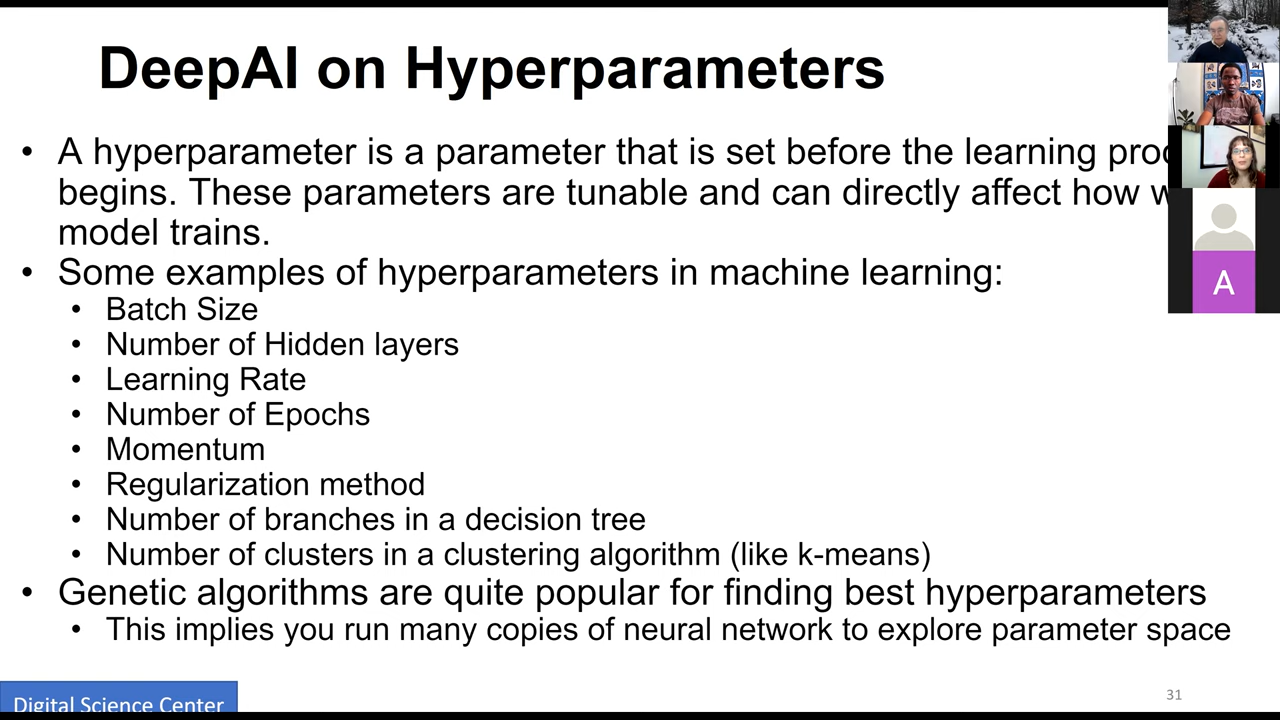 DeepAI on Hyperparameters
• A hyperparameter is a parameter that is set before the learning
begins. These parameters are tunable and can directly affect how
model trains.
• Some examples of hyperparameters in machine learning:
• Batch Size
• Number of Hidden layers
• Learning Rate
• Number of Epochs
• Momentum
• Regularization method
• Number of branches in a decision tree
• Number of clusters in a clustering algorithm (like k-means)
• Genetic algorithms are quite popular for finding best hyperparameters
• This implies you run many copies of neural network to explore parameter space
A
Digital Science Center
31